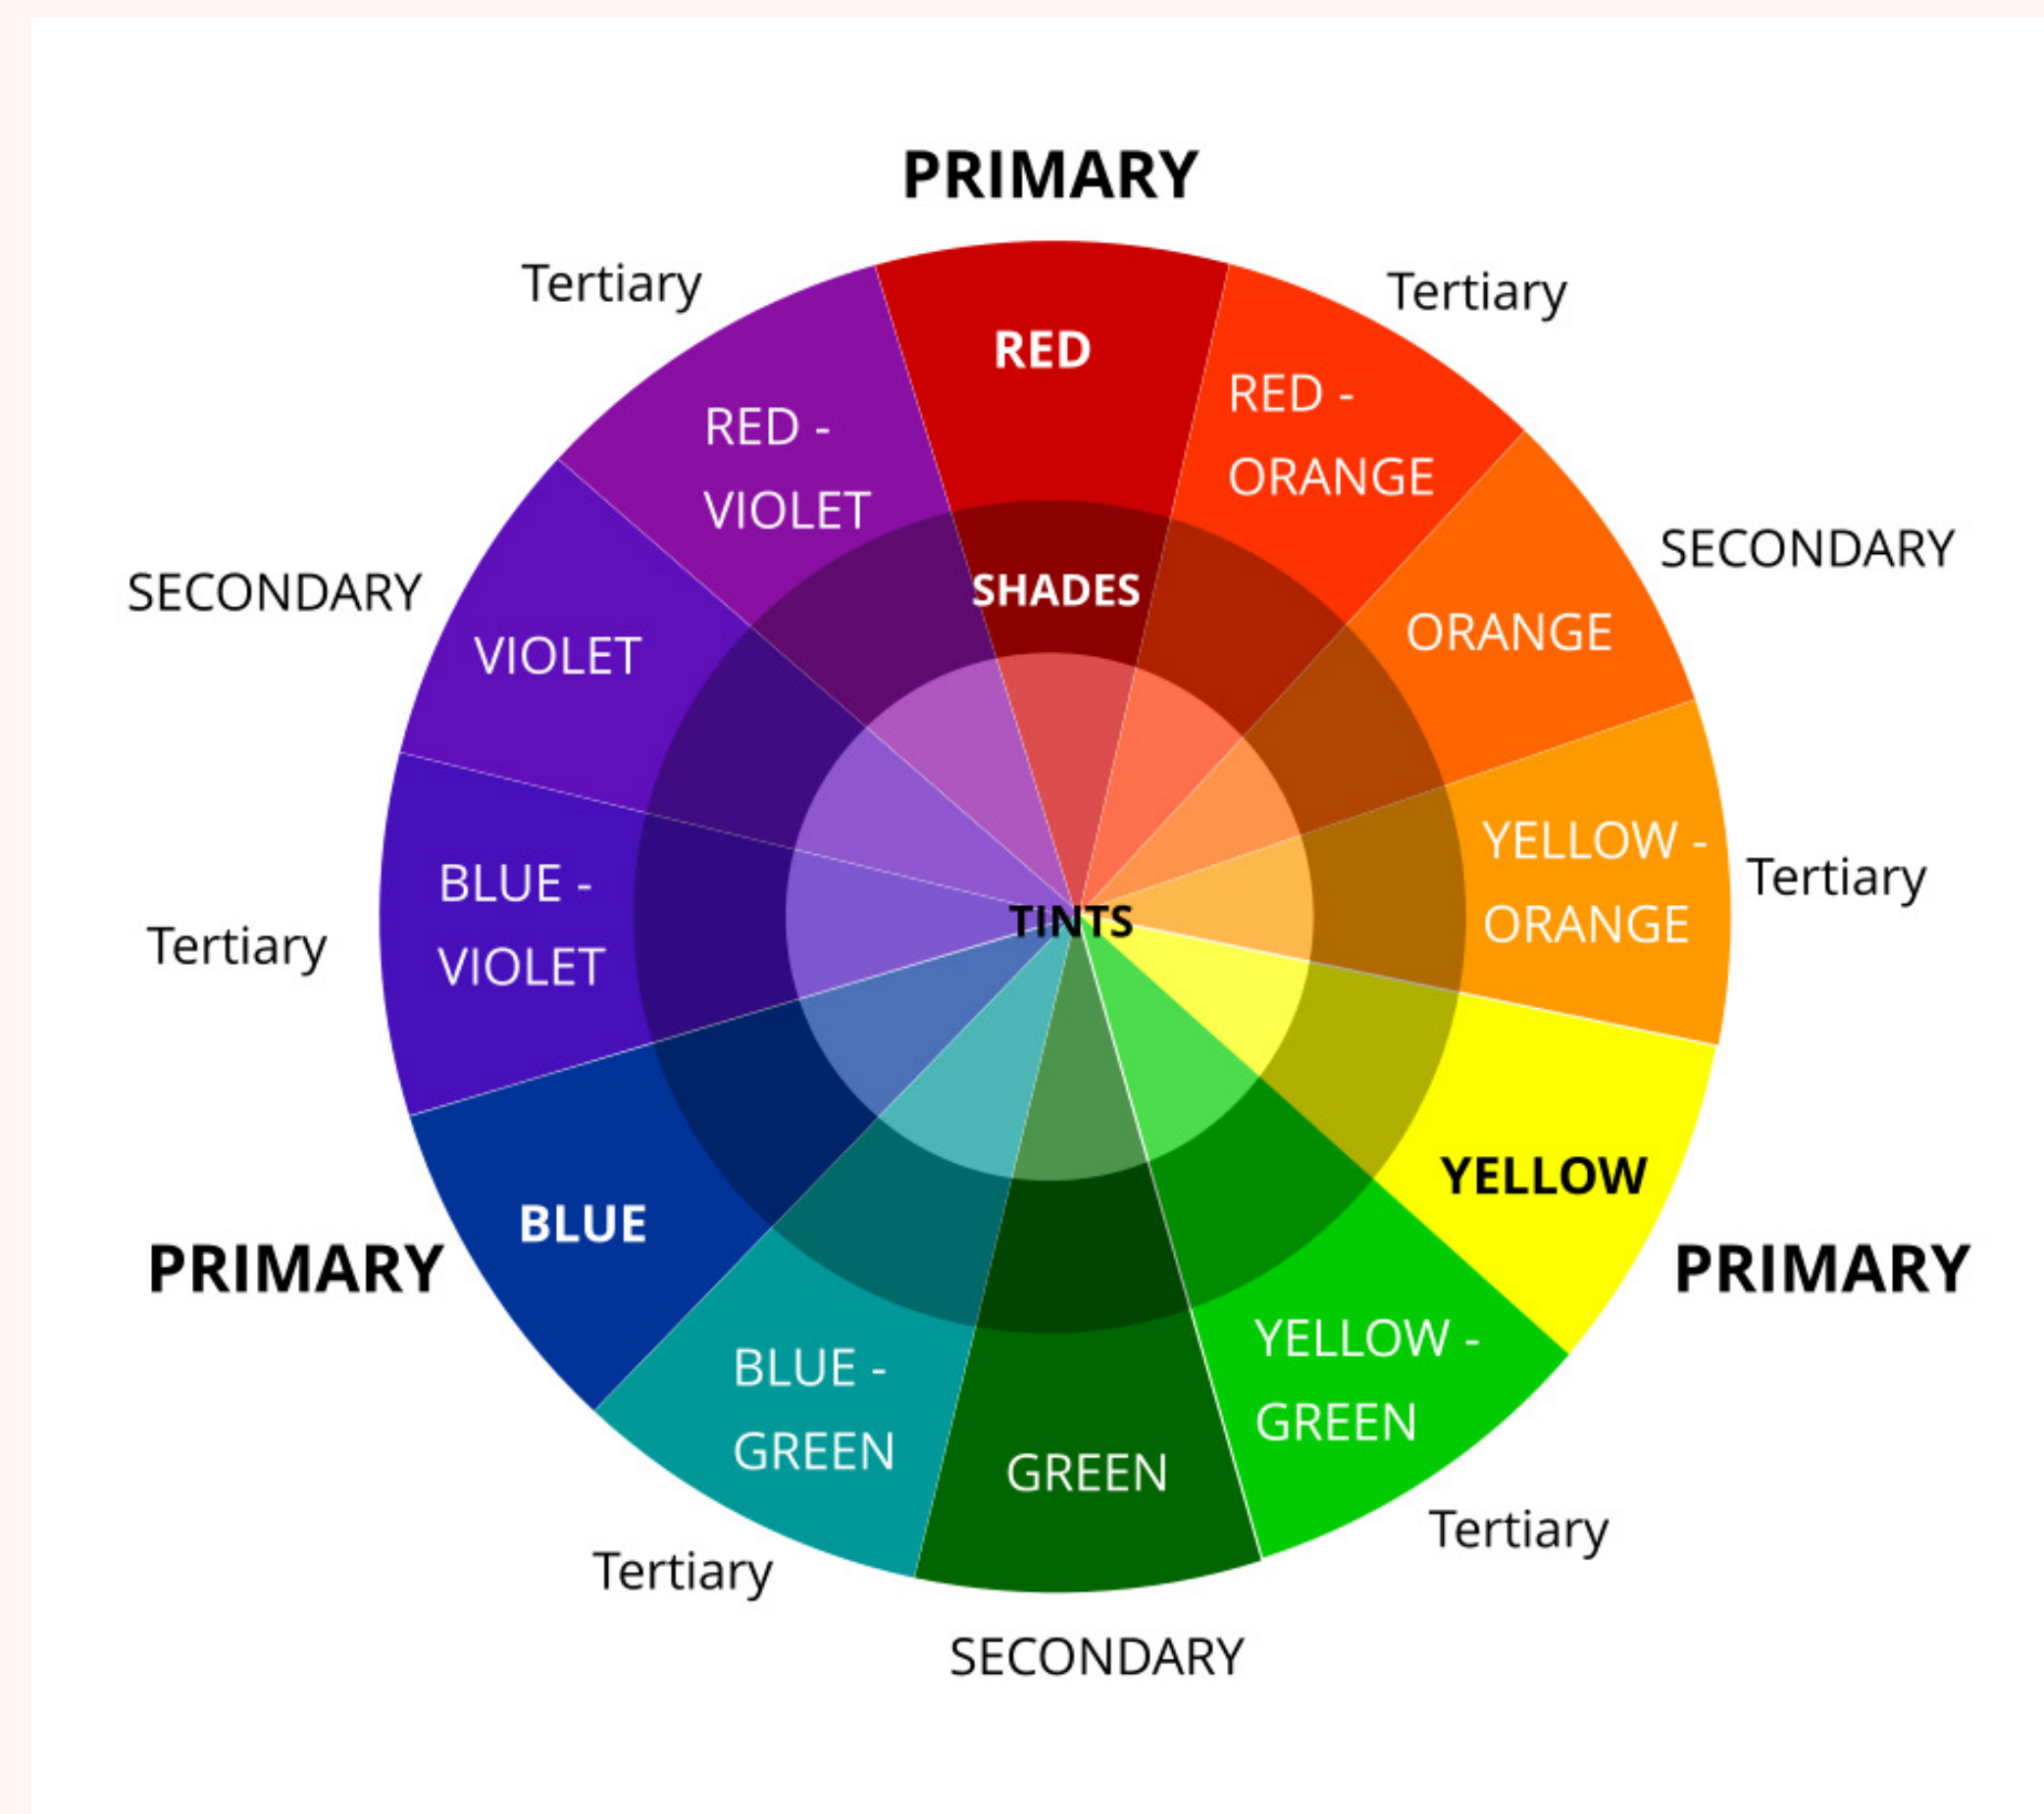 PRIMARY
Tertiary
Tertiary
RED
RED -
ORANGE
RED -
VIOLET
SECONDARY
SHADES
SECONDARY
ORANGE
VIOLET
YELLOW -
ORANGE
Tertiary
BLUE -
VIOLET
Tertiary
TINTS
YELLOW
BLUE
PRIMARY
PRIMARY
YELLOW -
GREEN
BLUE -
GREEN
GREEN
Tertiary
Tertiary
SECONDARY